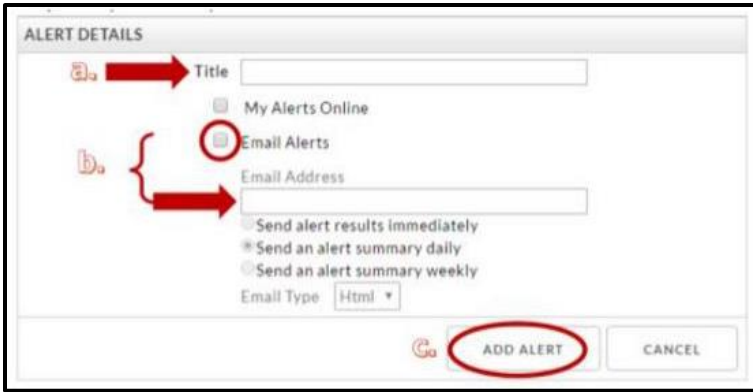 ALERT DETAILS
a. Title
My Alerts Online
Email Alerts
b.
Email Address
Send alert results immediately
Send an alert summary daily
Send an alert summary weekly
Email Type Html
c. ADD ALERT CANCEL